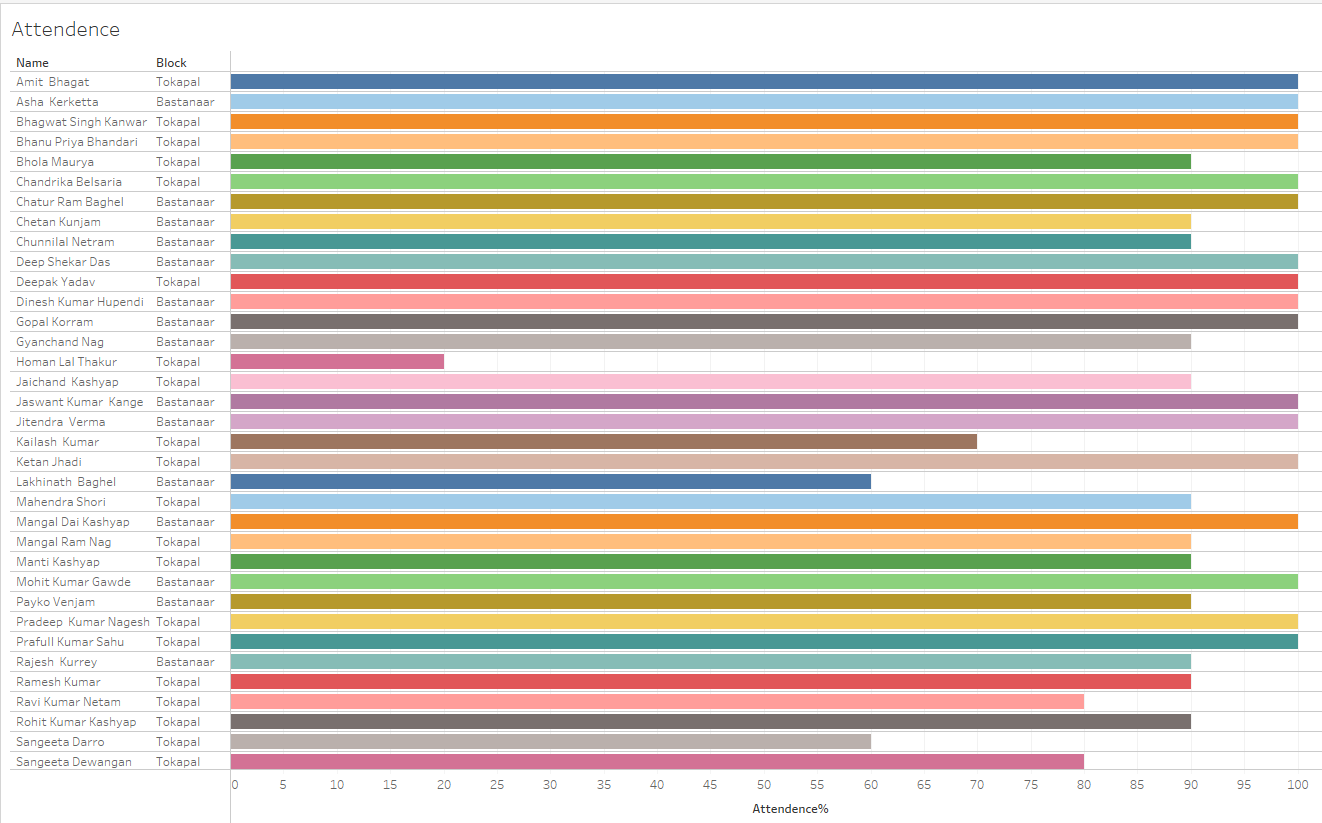 Attendence
Name Block
Amit Bhagat Tokapal
Asha Kerketta Bastanaar
Bhagwat Singh Kanwar Tokapal
Bhanu Priya Bhandari Tokapal
Bhola Maurya Tokapal
Chandrika Belsaria Tokapal
Chatur Ram Baghel Bastanaar
Chetan Kunjam Bastanaar
Chunnilal Netram Bastanaar
Deep Shekar Das Bastanaar
Deepak Yadav Tokapal
Dinesh Kumar Hupendi Bastanaar
Gopal Korram Bastanaar
Gyanchand Nag Bastanaar
Homan Lal Thakur Tokapal
Jaichand Kashyap Tokapal
Jaswant Kumar Kange Bastanaar
Jitendra Verma Bastanaar
Kailash Kumar Tokapal
Ketan Jhadi Tokapal
Lakhinath Baghel Bastanaar
Mahendra Shori Tokapal
Mangal Dai Kashyap Bastanaar
Mangal Ram Nag Tokapal
Manti Kashyap Tokapal
Mohit Kumar Gawde Bastanaar
Payko Venjam Bastanaar
Pradeep Kumar Nagesh Tokapal
Prafull Kumar Sahu Tokapal
Rajesh Kurrey Bastanaar
Ramesh Kumar Tokapal
Ravi Kumar Netam Tokapal
Rohit Kumar Kashyap Tokapal
Sangeeta Darro Tokapal
Sangeeta Dewangan Tokapal
0 5 10 15 20 25 30 35 40 45 50 55 60 65 70 75 80 85 90 95 100
Attendence%